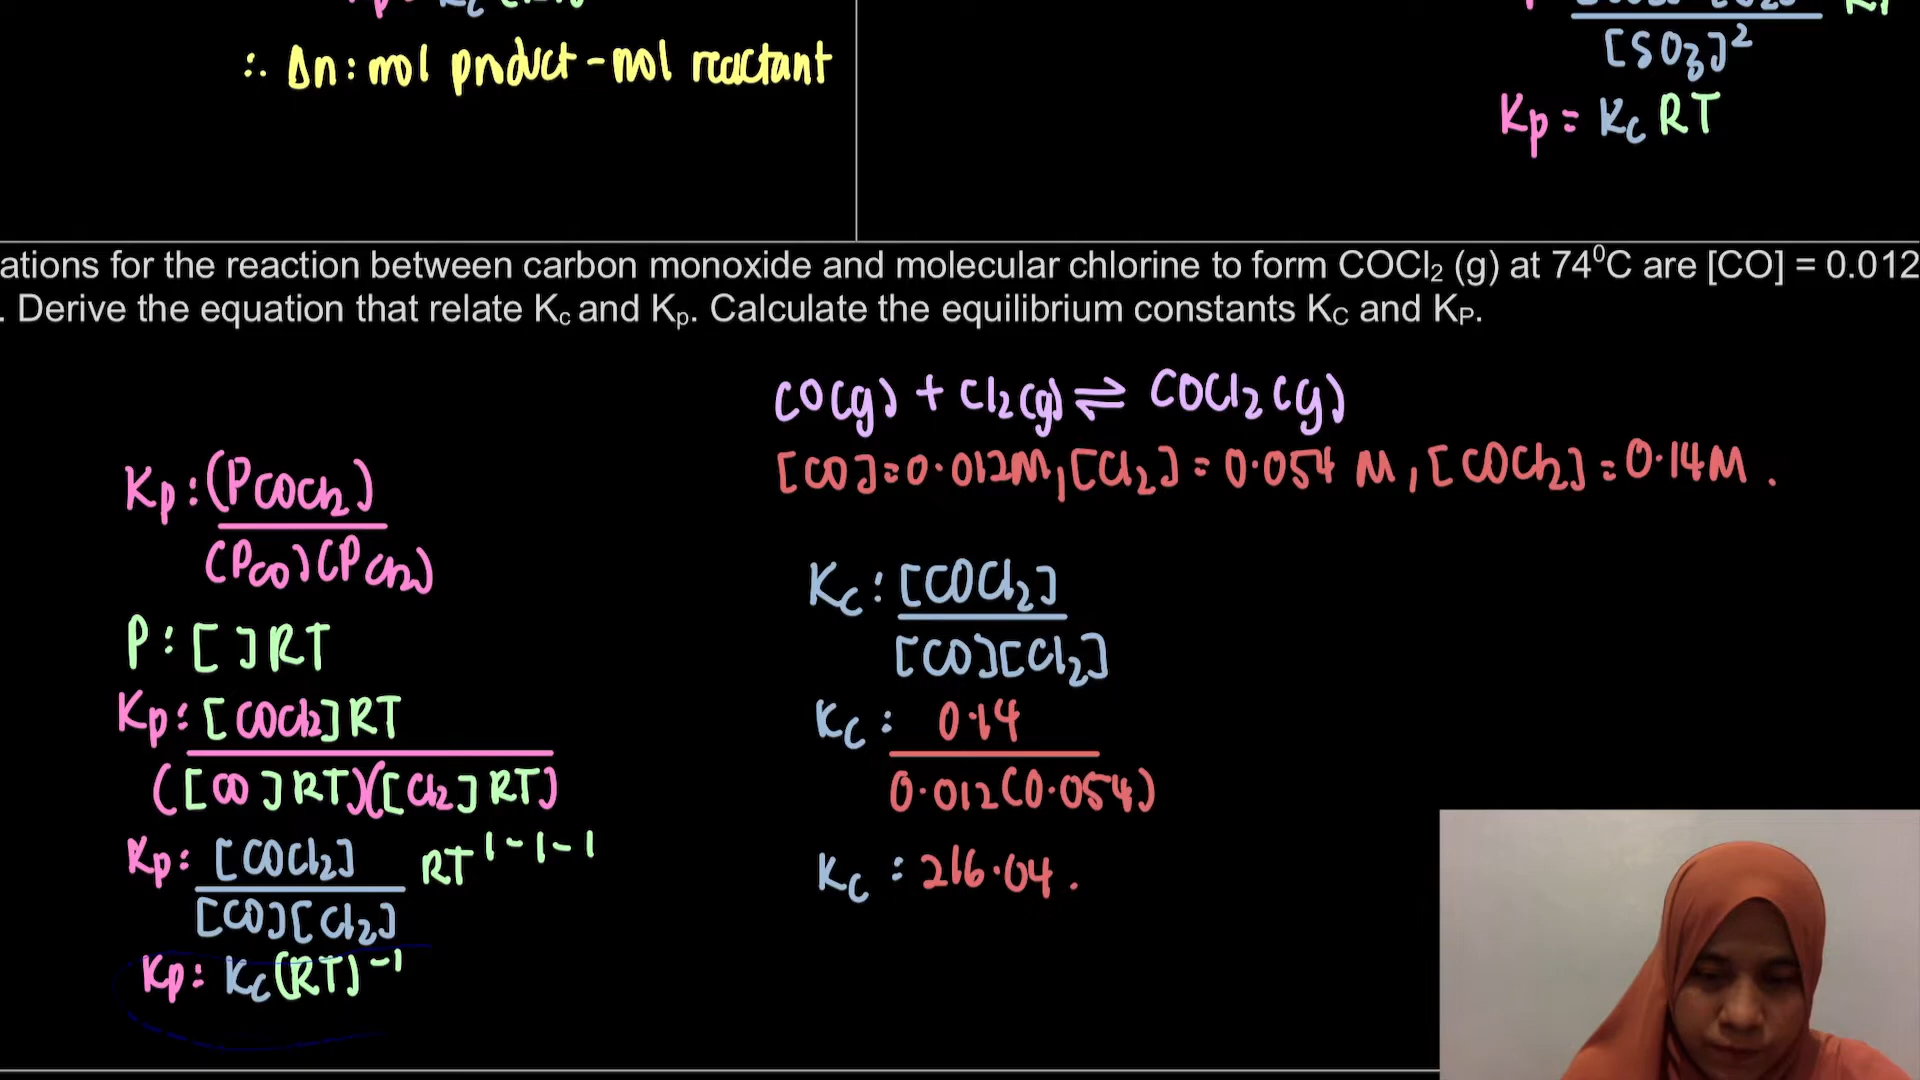 ∴ Δn : mol product - mol reactant
[SO₃]²
Kp = Kc RT
ations for the reaction between carbon monoxide and molecular chlorine to form COCl₂ (g) at 74⁰C are [CO] = 0.012
. Derive the equation that relate Kc and Kp. Calculate the equilibrium constants KC and KP.
CO(g) + Cl₂(g) ⇌ COCl₂(g)
[CO] = 0.012M, [Cl₂] = 0.054 M, [COCl₂] = 0.14M.
Kp : (PCOCl₂)
(PCO)(PCl₂)
P : [ ]RT
Kp : [COCl₂]RT
([CO]RT)([Cl₂]RT)
Kp : [COCl₂] RT¹⁻¹⁻¹
[CO][Cl₂]
Kp : Kc(RT)⁻¹
Kc : [COCl₂]
[CO][Cl₂]
Kc : 0.14
0.012(0.054)
Kc : 216.04.